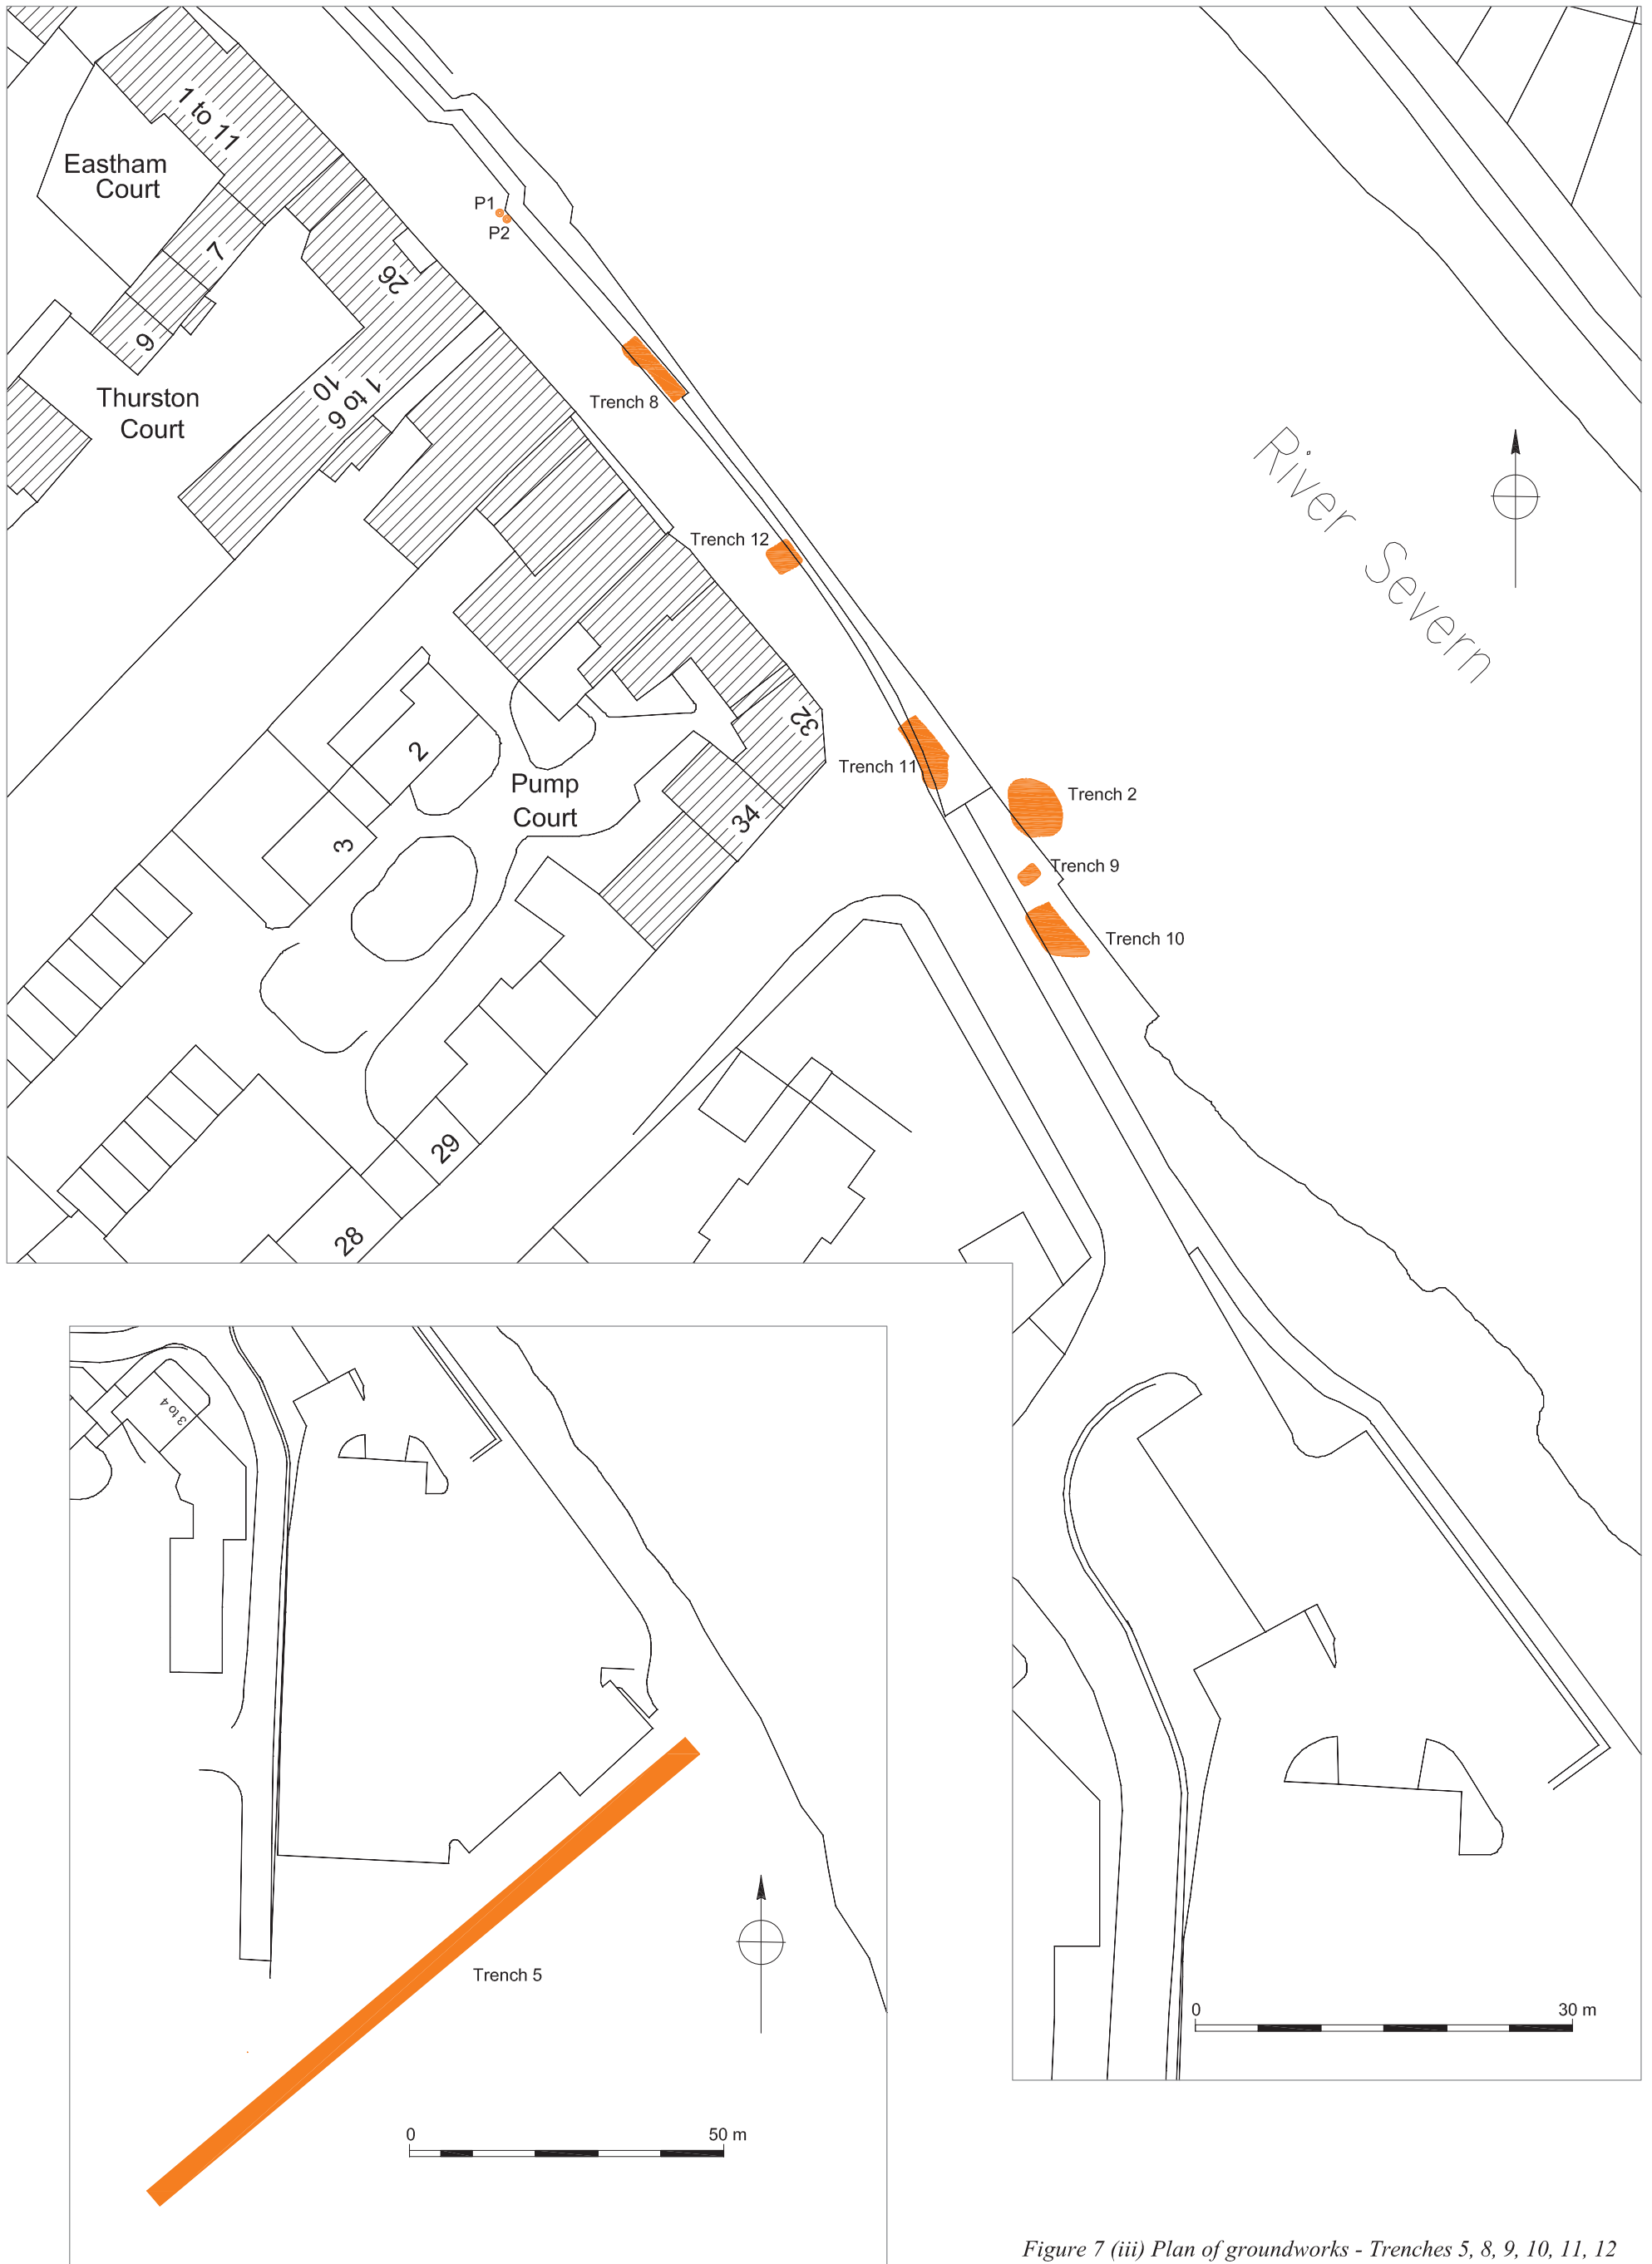 1 to 11
Eastham
Court
7
6
26
P1
P2
Thurston
Court
10
1 to 6
Trench 8
River Severn
Trench 12
32
2
Trench 11
Trench 2
Pump
Court
34
3
Trench 9
Trench 10
29
28
3 to 4
Trench 5
0 50 m
0 30 m
Figure 7 (iii) Plan of groundworks - Trenches 5, 8, 9, 10, 11, 12